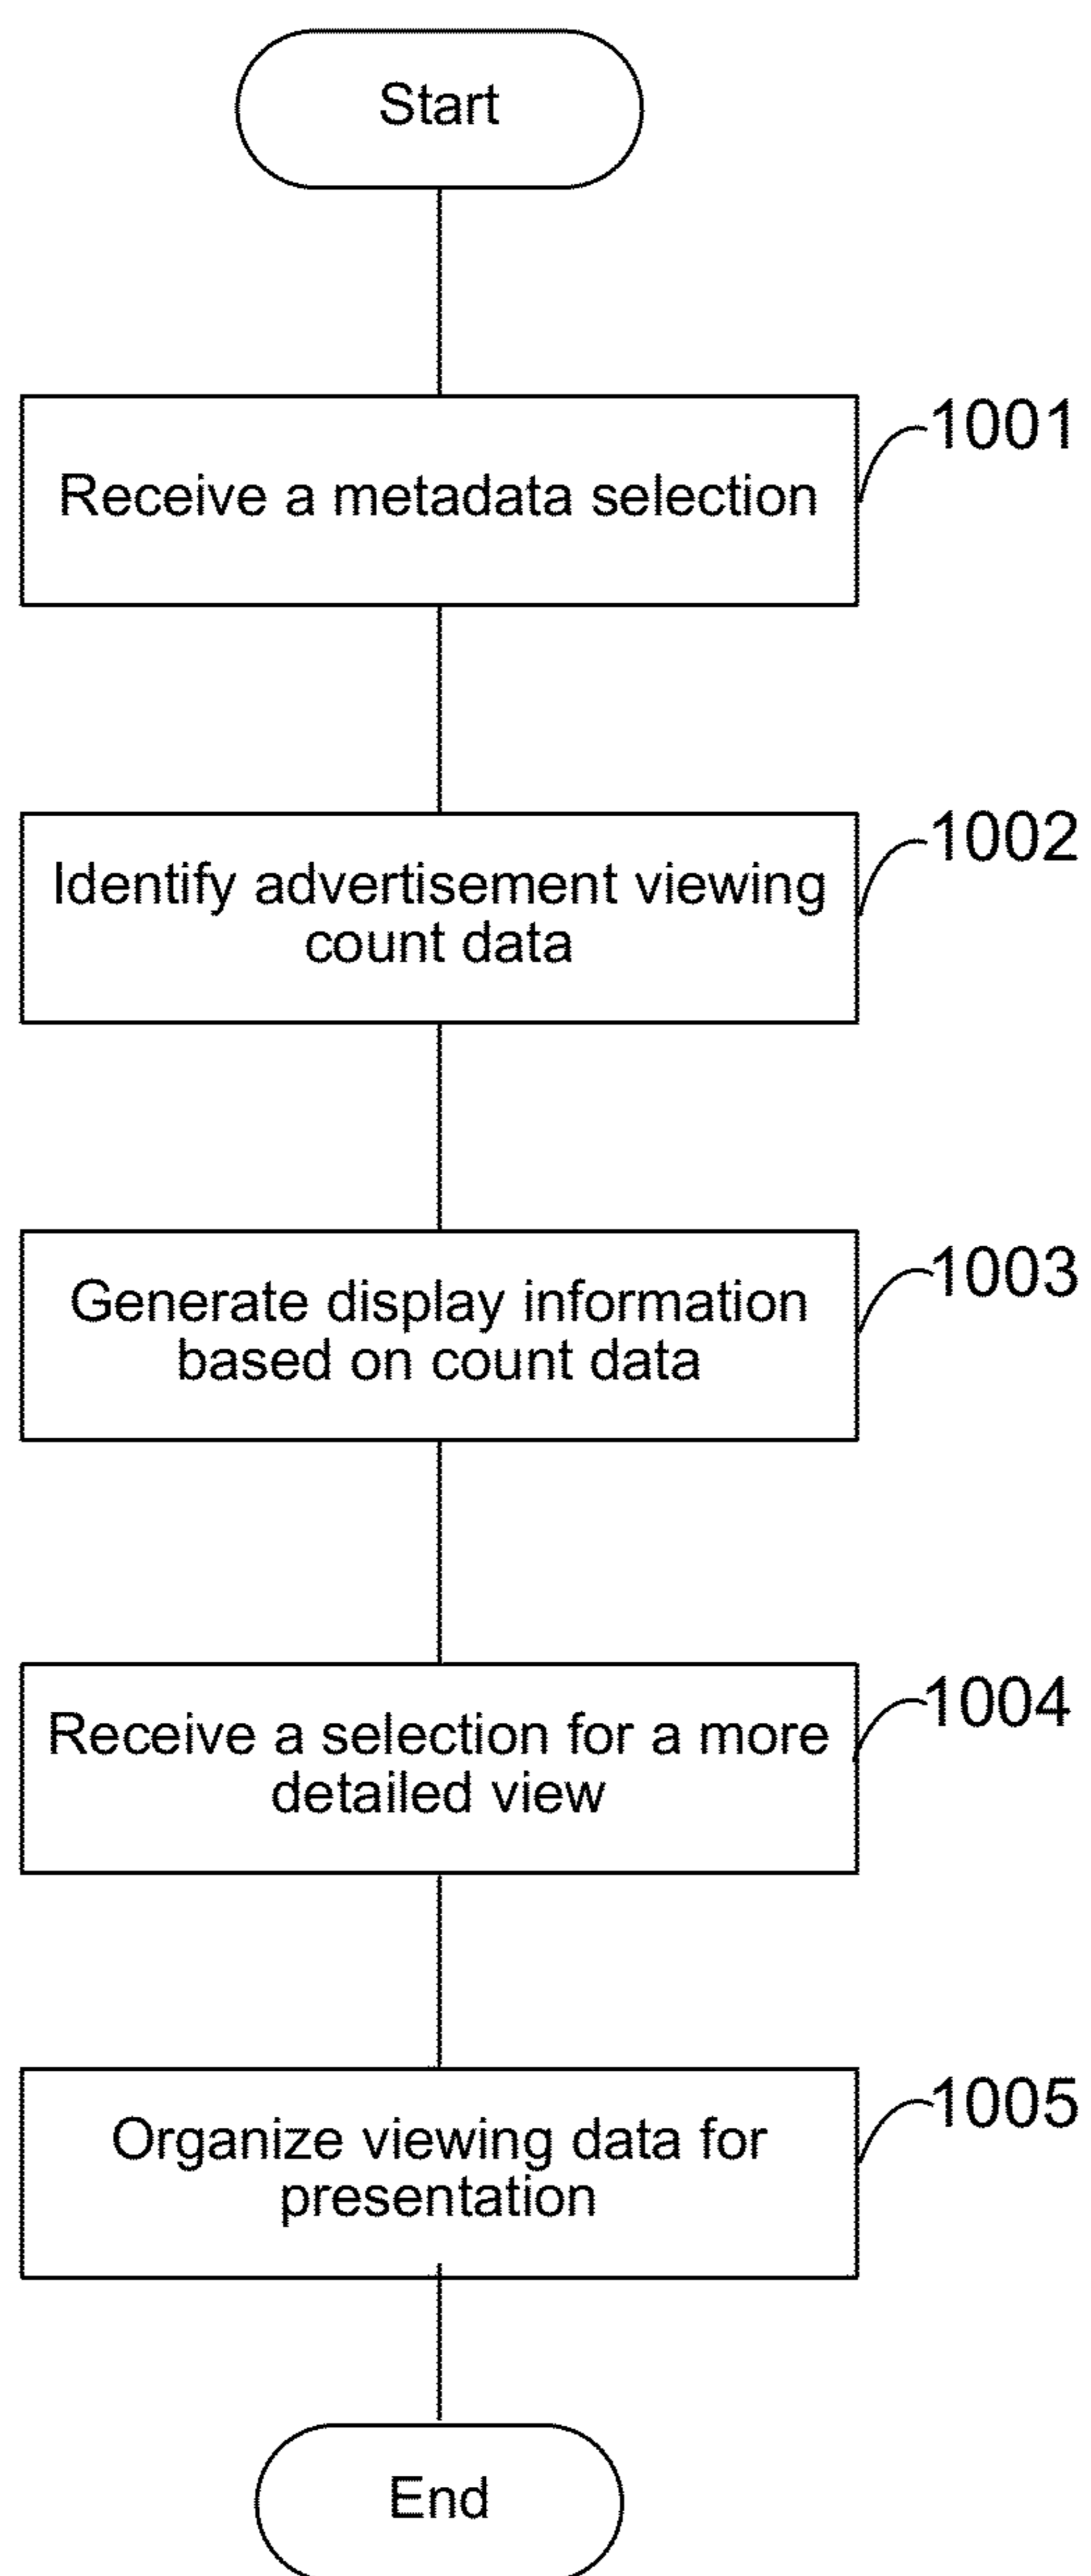 Start
Receive a metadata selection
1001
Identify advertisement viewing
count data
1002
Generate display information
based on count data
1003
Receive a selection for a more
detailed view
1004
Organize viewing data for
presentation
1005
End